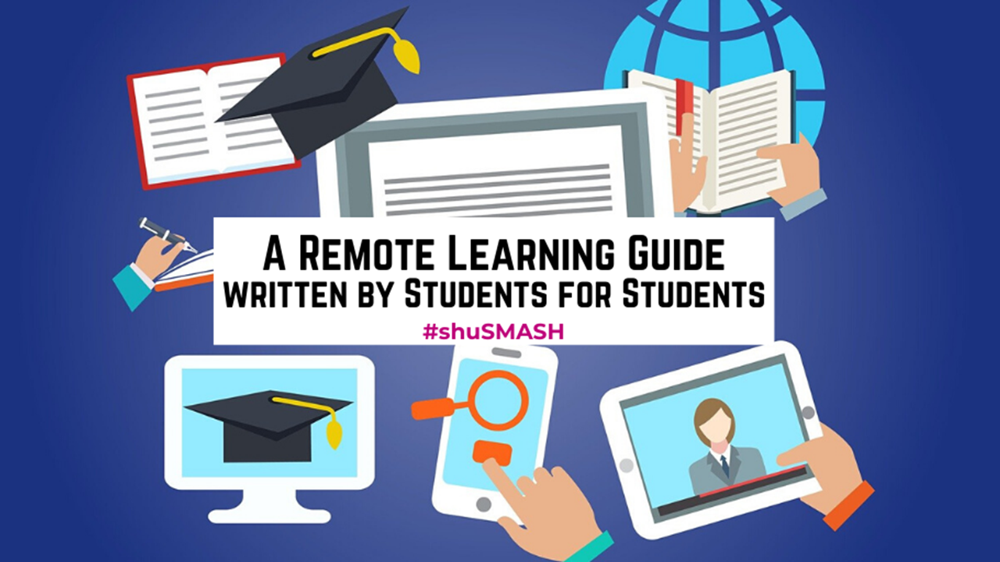 A Remote Learning Guide
written by Students for Students
#shuSMASH